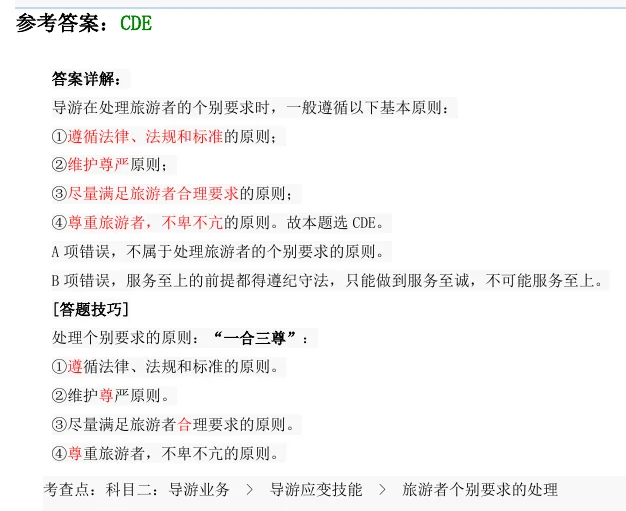 参考答案：CDE
答案详解：
导游在处理旅游者的个别要求时，一般遵循以下基本原则：
①遵循法律、法规和标准的原则；
②维护尊严原则；
③尽量满足旅游者合理要求的原则；
④尊重旅游者，不卑不亢的原则。故本题选 CDE。
A 项错误，不属于处理旅游者的个别要求的原则。
B 项错误，服务至上的前提都得遵纪守法，只能做到服务至诚，不可能服务至上。
[答题技巧]
处理个别要求的原则：“一合三尊”：
①遵循法律、法规和标准的原则。
②维护尊严原则。
③尽量满足旅游者合理要求的原则。
④尊重旅游者，不卑不亢的原则。
考查点：科目二：导游业务 > 导游应变技能 > 旅游者个别要求的处理